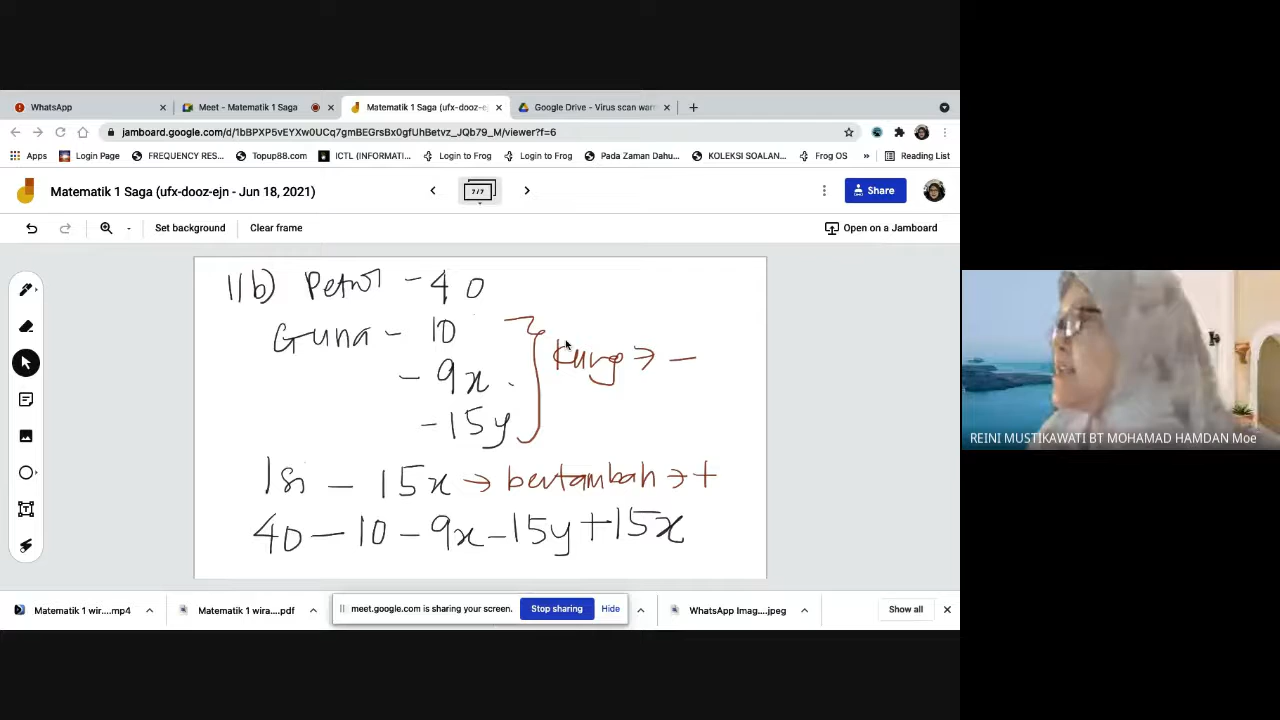 WhatsApp
Meet - Matematik 1 Saga
Matematik 1 Saga (ufx-dooz-ej
Google Drive - Virus scan war
jamboard.google.com/d/1bBPXP5vEYXw0UCq7gmBEGrsBx0gfUhBetvz_JQb79_M/viewer?f=6
Apps Login Page FREQUENCY RES... Topup88.com ICTL (INFORMATI... Login to Frog Login to Frog Pada Zaman Dahu... KOLEKSI SOALAN... Frog OS » Reading List
Matematik 1 Saga (ufx-dooz-ejn - Jun 18, 2021)
7/7
Share
Set background Clear frame
Open on a Jamboard
11b) Petrol - 40
Guna - 10
- 9x
- 15y
→ -
Isi - 15x → bertambah → +
40 - 10 - 9x - 15y + 15x
REINI MUSTIKAWATI BT MOHAMAD HAMDAN Moe
Matematik 1 wir....mp4
Matematik 1 wira....pdf
meet.google.com is sharing your screen. Stop sharing Hide
WhatsApp Imag....jpeg
Show all